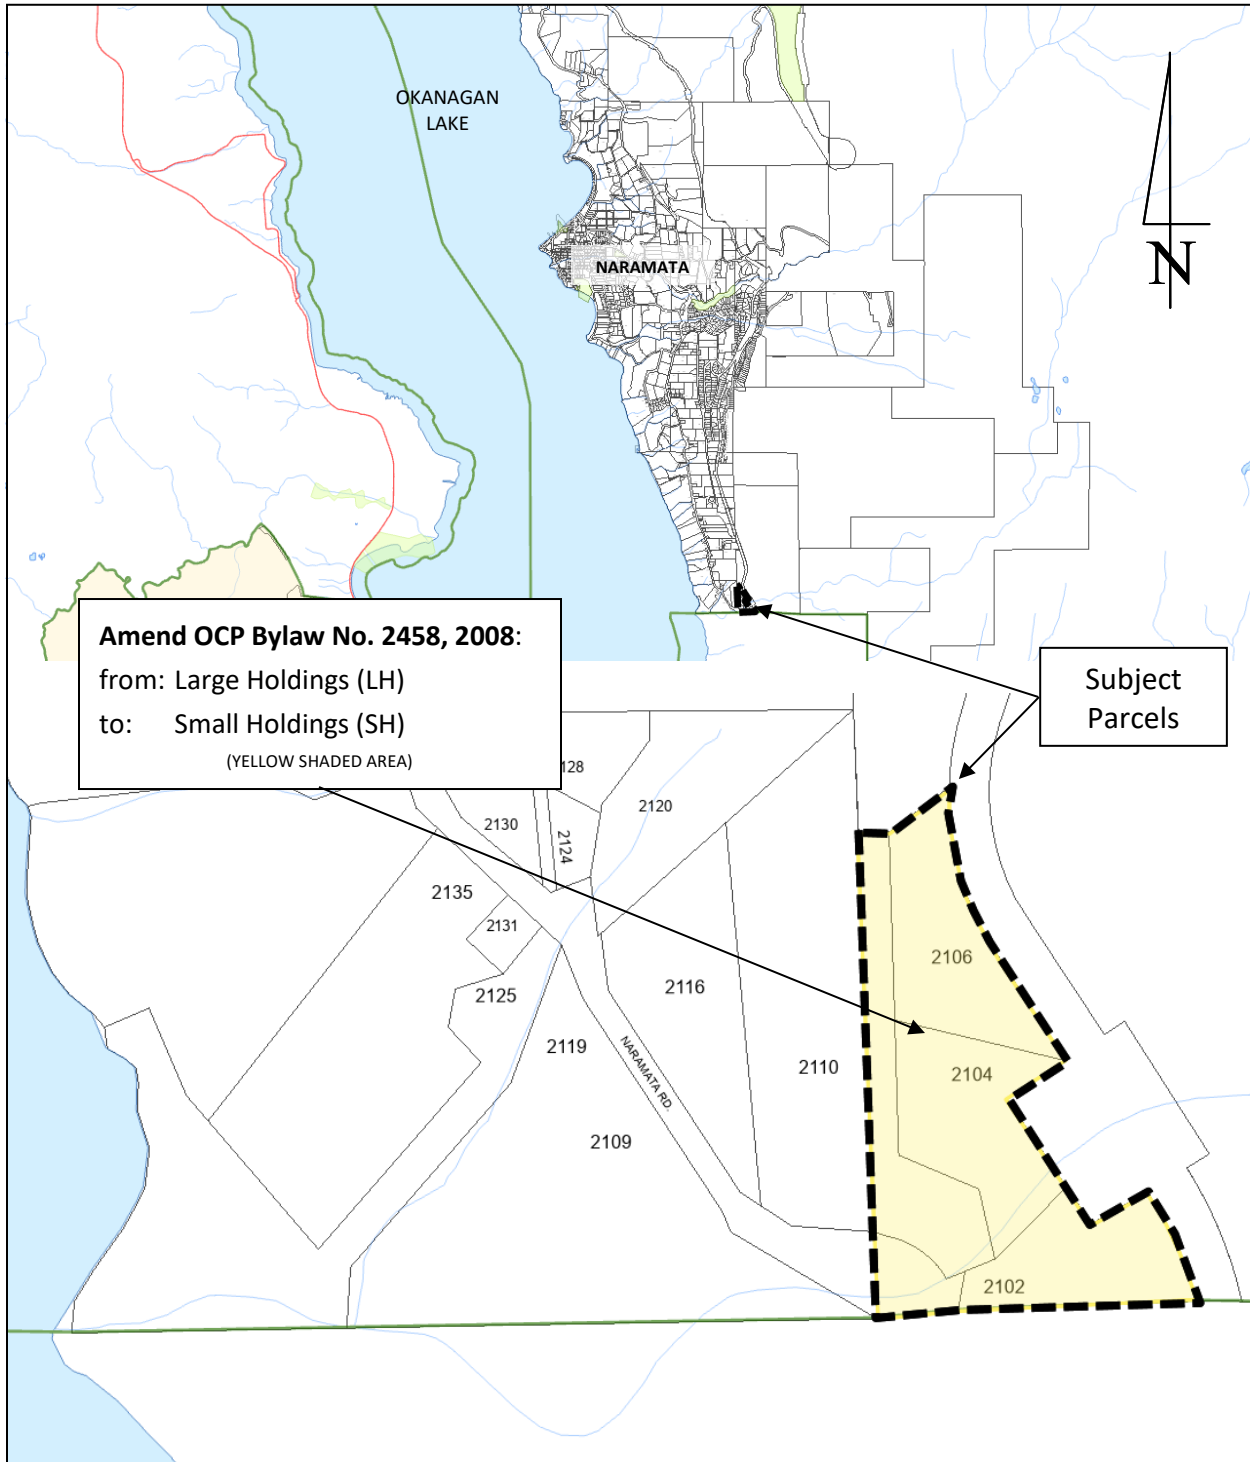 OKANAGAN
LAKE
NARAMATA
N
Amend OCP Bylaw No. 2458, 2008:
from: Large Holdings (LH)
to: Small Holdings (SH)
(YELLOW SHADED AREA)
Subject
Parcels
128
2120
2130
2124
2135
2131
2106
2125
2116
2119
NARAMATA RD.
2110
2104
2109
2102